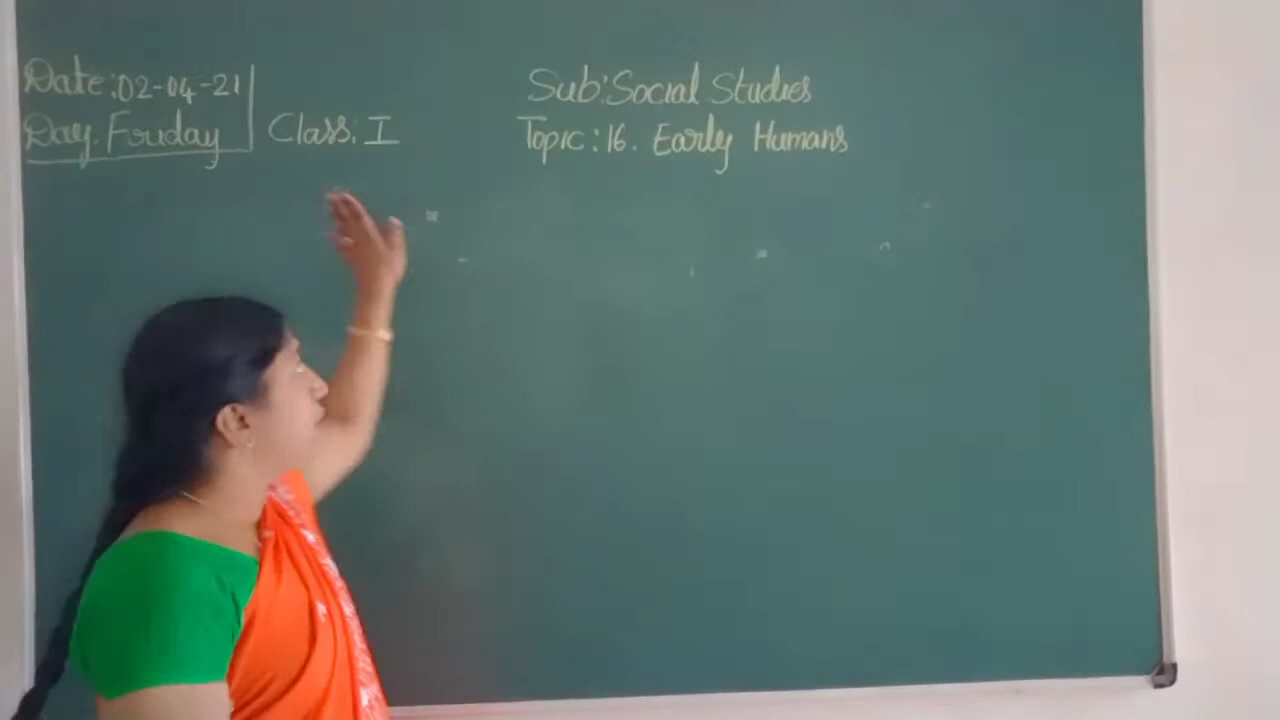 Date: 02-04-21
Day. Friday
Class: I
Sub: Social Studies
Topic: 16. Early Humans